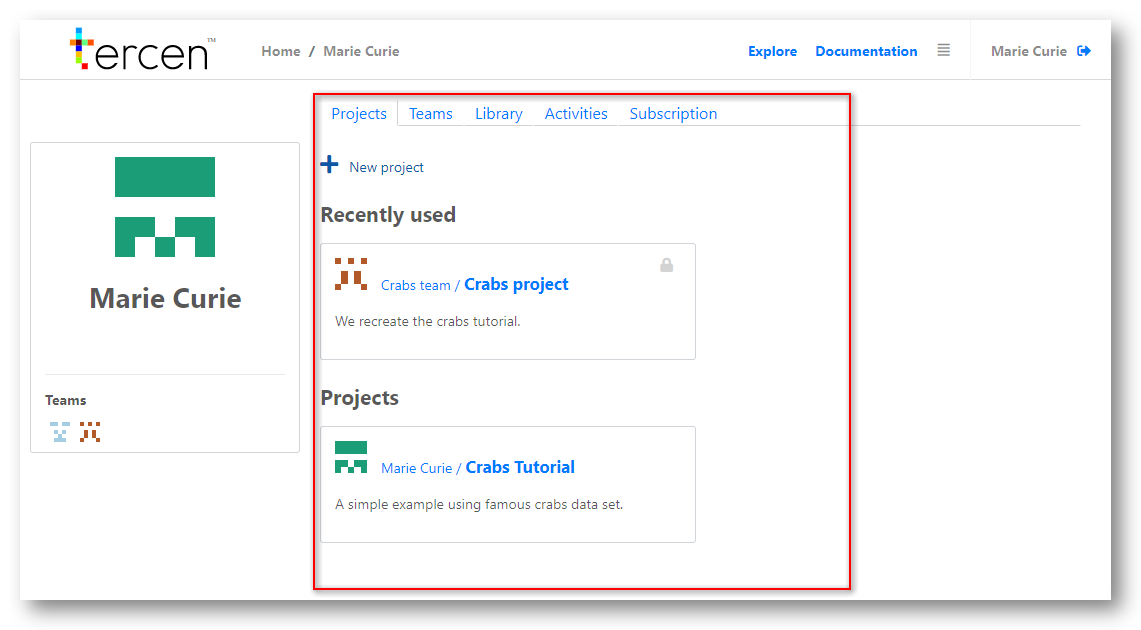 tercen™
Home / Marie Curie
Explore Documentation Marie Curie
Projects Teams Library Activities Subscription
New project
Recently used
Crabs team / Crabs project
We recreate the crabs tutorial.
Projects
Marie Curie / Crabs Tutorial
A simple example using famous crabs data set.
Marie Curie
Teams